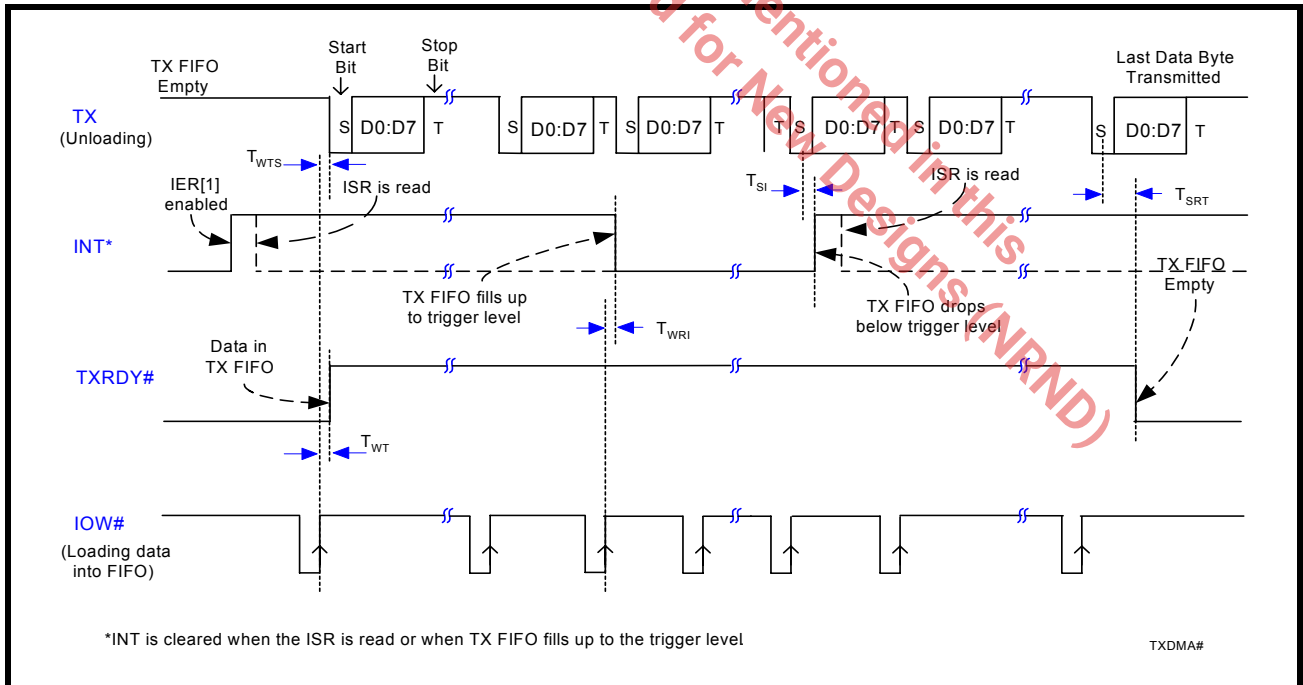 mentioned in this
d for New Designs (NRND)
TX FIFO
Empty
Start
Bit
Stop
Bit
Last Data Byte
Transmitted
TX
(Unloading)
S D0:D7 T S D0:D7 T S D0:D7 T T S D0:D7 T S D0:D7 T S D0:D7 T
TWTS
IER[1]
enabled
ISR is read
TSI
ISR is read
TSRT
INT*
TX FIFO fills up
to trigger level
TWRI
TX FIFO drops
below trigger level
TX FIFO
Empty
Data in
TX FIFO
TXRDY#
TWT
IOW#
(Loading data
into FIFO)
*INT is cleared when the ISR is read or when TX FIFO fills up to the trigger level.
TXDMA#